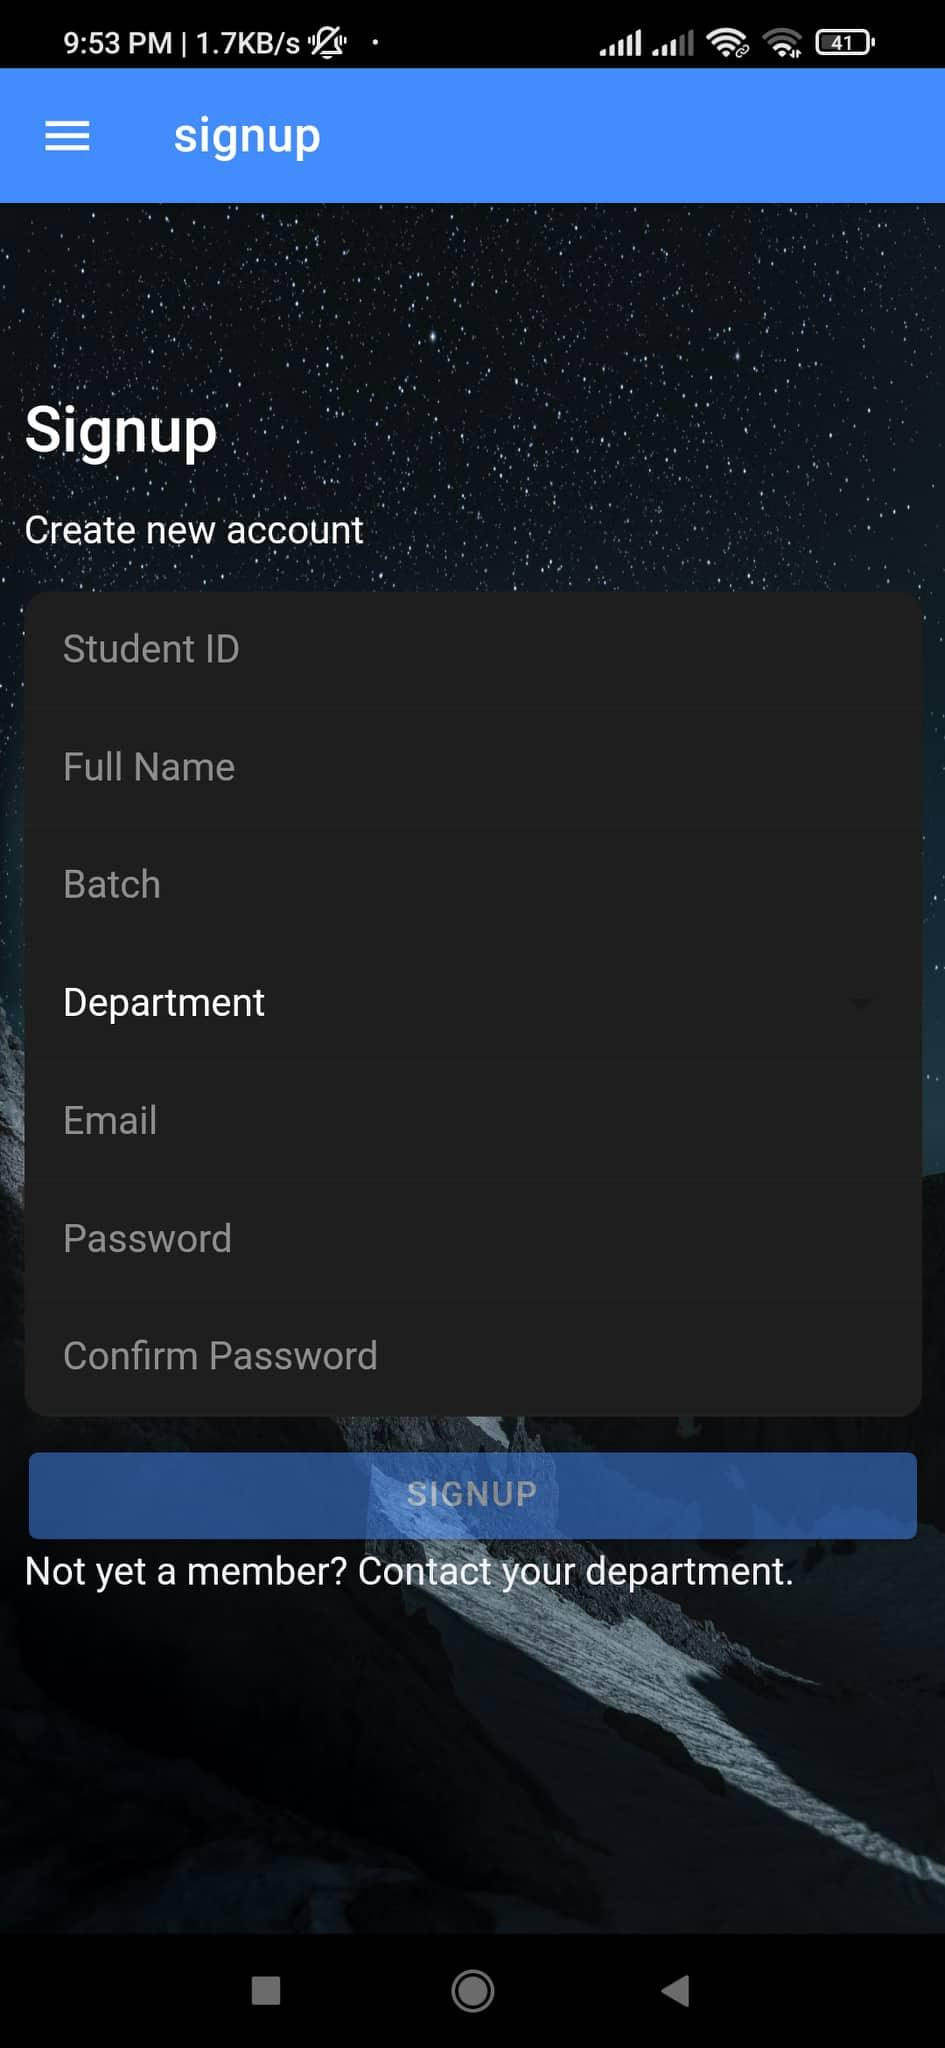 9:53 PM | 1.7KB/s
41
signup
Signup
Create new account
Student ID
Full Name
Batch
Department
Email
Password
Confirm Password
SIGNUP
Not yet a member? Contact your department.